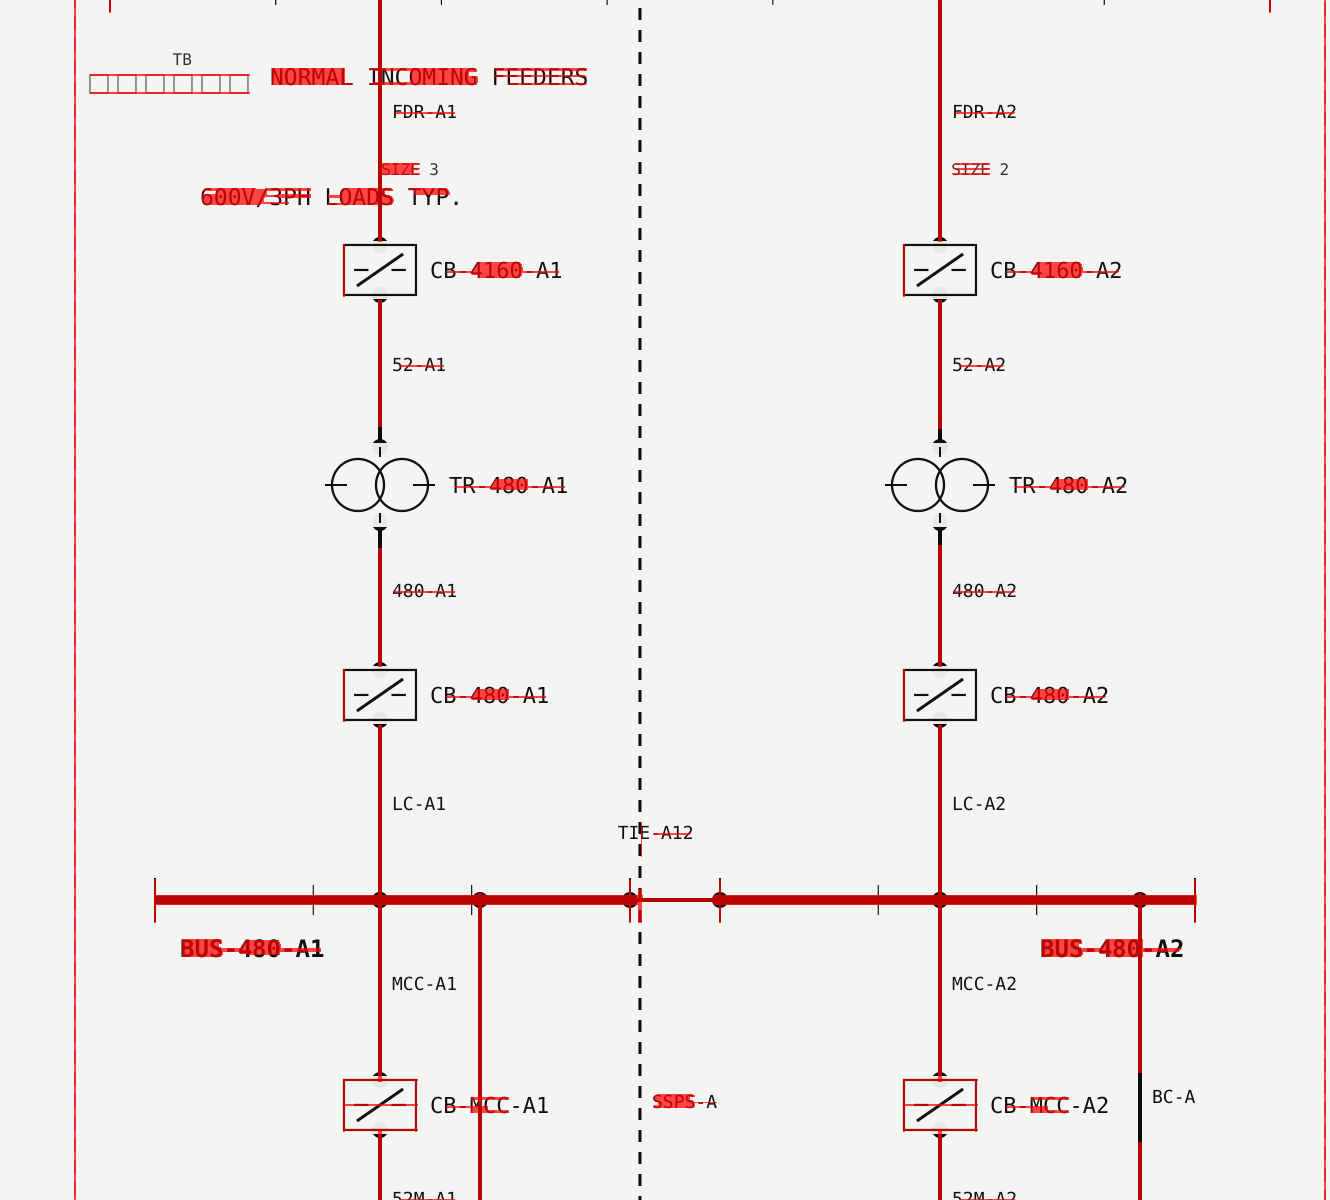 TB
NORMAL INCOMING FEEDERS
FDR-A1
FDR-A2
SIZE 3
SIZE 2
600V/3PH LOADS TYP.
CB-4160-A1
CB-4160-A2
52-A1
52-A2
TR-480-A1
TR-480-A2
480-A1
480-A2
CB-480-A1
CB-480-A2
LC-A1
LC-A2
TIE-A12
BUS-480-A1
BUS-480-A2
MCC-A1
MCC-A2
CB-MCC-A1
SSPS-A
CB-MCC-A2
BC-A
52M-A1
52M-A2